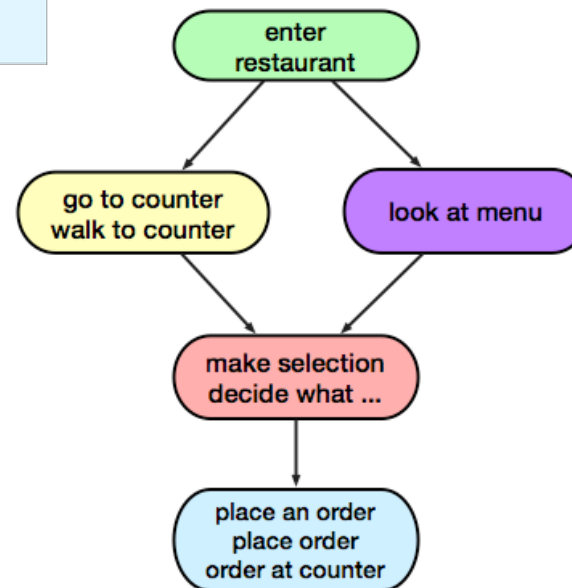 enter
restaurant
go to counter
walk to counter
look at menu
make selection
decide what ...
place an order
place order
order at counter